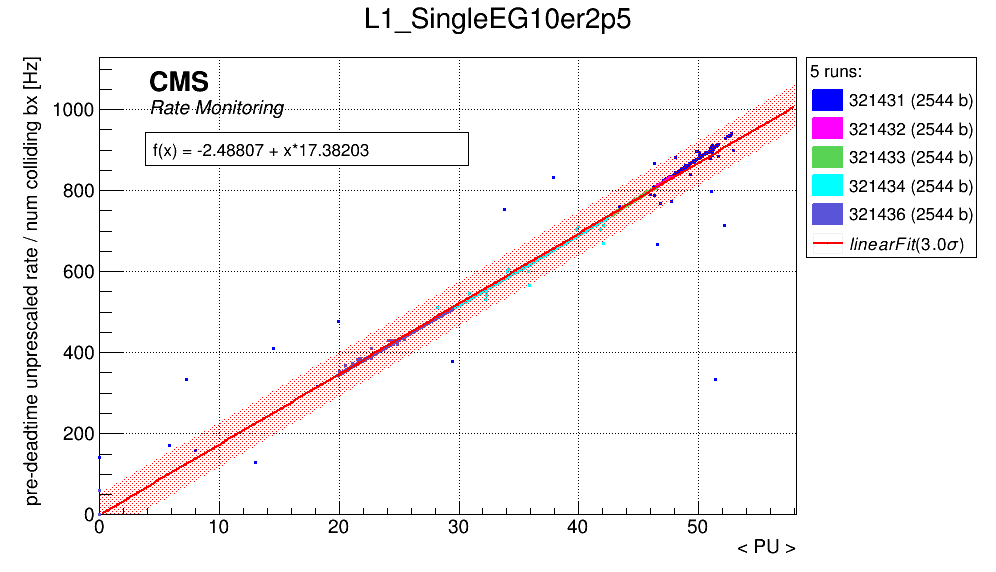 L1_SingleEG10er2p5
pre-deadtime unprescaled rate / num colliding bx [Hz]
CMS
Rate Monitoring
f(x) = -2.48807 + x*17.38203
1000
800
600
400
200
0
0 10 20 30 40 50
< PU >
5 runs:
321431 (2544 b)
321432 (2544 b)
321433 (2544 b)
321434 (2544 b)
321436 (2544 b)
linearFit(3.0σ)